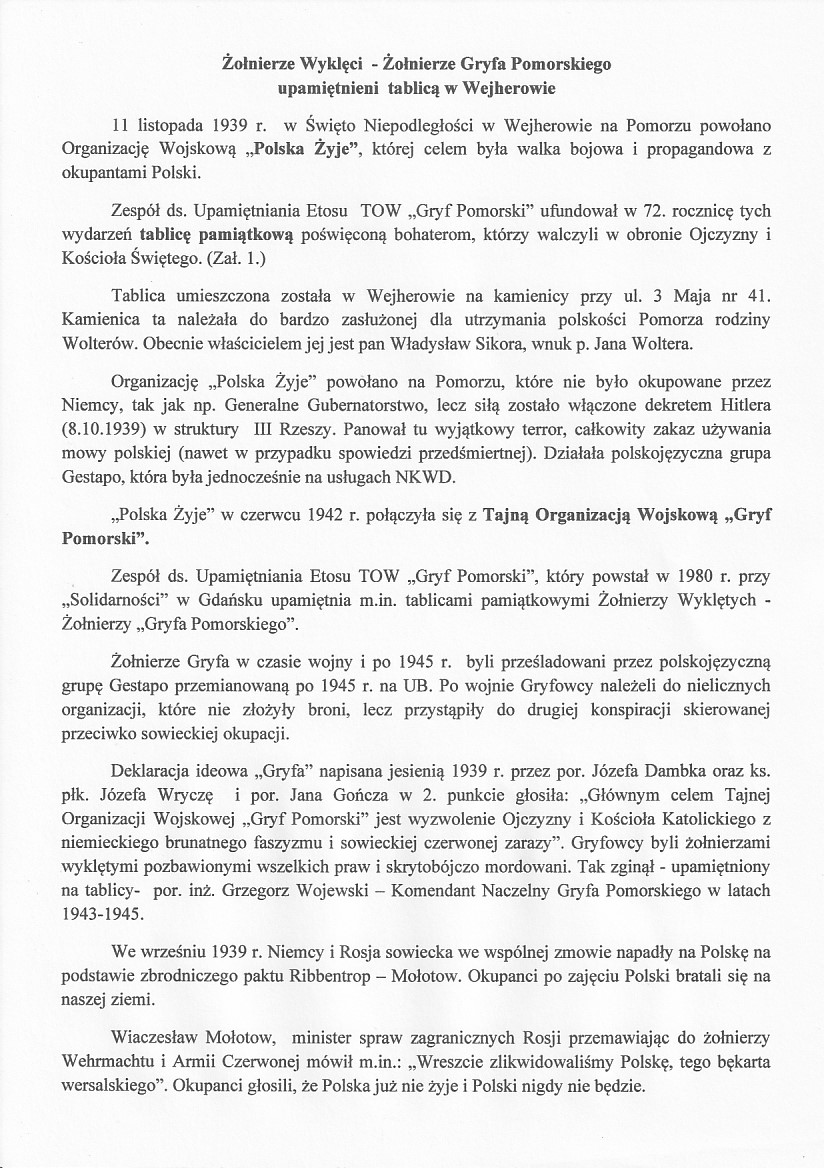 Żołnierze Wyklęci - Żołnierze Gryfa Pomorskiego
upamiętnieni tablicą w Wejherowie
11 listopada 1939 r. w Święto Niepodległości w Wejherowie na Pomorzu powołano
Organizację Wojskową „Polska Żyje”, której celem była walka bojowa i propagandowa z
okupantami Polski.
Zespół ds. Upamiętniania Etosu TOW „Gryf Pomorski” ufundował w 72. rocznicę tych
wydarzeń tablicę pamiątkową poświęconą bohaterom, którzy walczyli w obronie Ojczyzny i
Kościoła Świętego. (Zał. 1.)
Tablica umieszczona została w Wejherowie na kamienicy przy ul. 3 Maja nr 41.
Kamienica ta należała do bardzo zasłużonej dla utrzymania polskości Pomorza rodziny
Wolterów. Obecnie właścicielem jej jest pan Władysław Sikora, wnuk p. Jana Woltera.
Organizację „Polska Żyje” powołano na Pomorzu, które nie było okupowane przez
Niemcy, tak jak np. Generalne Gubernatorstwo, lecz siłą zostało włączone dekretem Hitlera
(8.10.1939) w struktury III Rzeszy. Panował tu wyjątkowy terror, całkowity zakaz używania
mowy polskiej (nawet w przypadku spowiedzi przedśmiertnej). Działała polskojęzyczna grupa
Gestapo, która była jednocześnie na usługach NKWD.
„Polska Żyje” w czerwcu 1942 r. połączyła się z Tajną Organizacją Wojskową „Gryf
Pomorski”.
Zespół ds. Upamiętniania Etosu TOW „Gryf Pomorski”, który powstał w 1980 r. przy
„Solidarności” w Gdańsku upamiętnia m.in. tablicami pamiątkowymi Żołnierzy Wyklętych -
Żołnierzy „Gryfa Pomorskiego”.
Żołnierze Gryfa w czasie wojny i po 1945 r. byli prześladowani przez polskojęzyczną
grupę Gestapo przemianowaną po 1945 r. na UB. Po wojnie Gryfowcy należeli do nielicznych
organizacji, które nie złożyły broni, lecz przystąpiły do drugiej konspiracji skierowanej
przeciwko sowieckiej okupacji.
Deklaracja ideowa „Gryfa” napisana jesienią 1939 r. przez por. Józefa Dambka oraz ks.
płk. Józefa Wryczę i por. Jana Gończa w 2. punkcie głosiła: „Głównym celem Tajnej
Organizacji Wojskowej „Gryf Pomorski” jest wyzwolenie Ojczyzny i Kościoła Katolickiego z
niemieckiego brunatnego faszyzmu i sowieckiej czerwonej zarazy”. Gryfowcy byli żołnierzami
wyklętymi pozbawionymi wszelkich praw i skrytobójczo mordowani. Tak zginął - upamiętniony
na tablicy- por. inż. Grzegorz Wojewski – Komendant Naczelny Gryfa Pomorskiego w latach
1943-1945.
We wrześniu 1939 r. Niemcy i Rosja sowiecka we wspólnej zmowie napadły na Polskę na
podstawie zbrodniczego paktu Ribbentrop – Mołotow. Okupanci po zajęciu Polski bratali się na
naszej ziemi.
Wiaczesław Mołotow, minister spraw zagranicznych Rosji przemawiając do żołnierzy
Wehrmachtu i Armii Czerwonej mówił m.in.: „Wreszcie zlikwidowaliśmy Polskę, tego bękarta
wersalskiego”. Okupanci głosili, że Polska już nie żyje i Polski nigdy nie będzie.